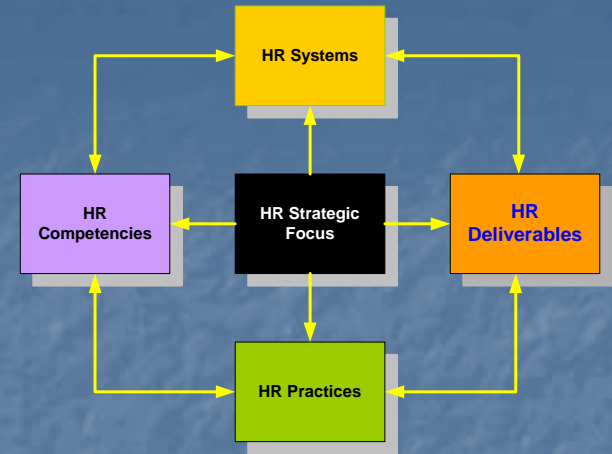 HR Systems
HR
Competencies
HR Strategic
Focus
HR
Deliverables
HR Practices